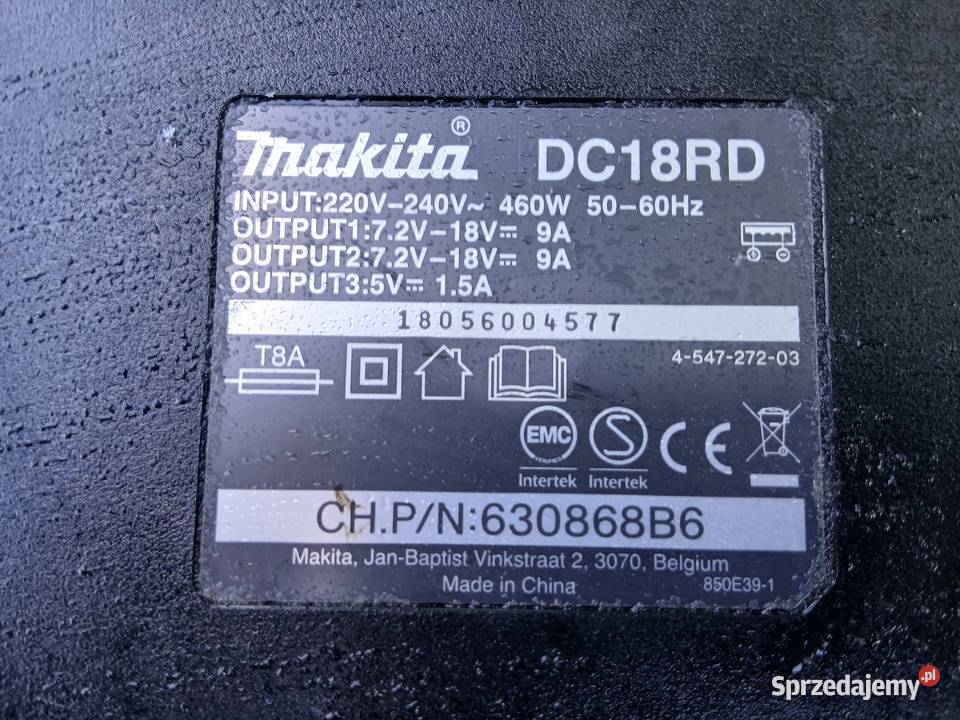 makita® DC18RD
INPUT:220V-240V~ 460W 50-60Hz
OUTPUT1:7.2V-18V⎓ 9A
OUTPUT2:7.2V-18V⎓ 9A
OUTPUT3:5V⎓ 1.5A
18056004577
T8A
4-547-272-03
EMC
VERIFIED
S
Intertek Intertek
CE
CH.P/N:630868B6
Makita, Jan-Baptist Vinkstraat 2, 3070, Belgium
Made in China
850E39-1
Sprzedajemy.pl